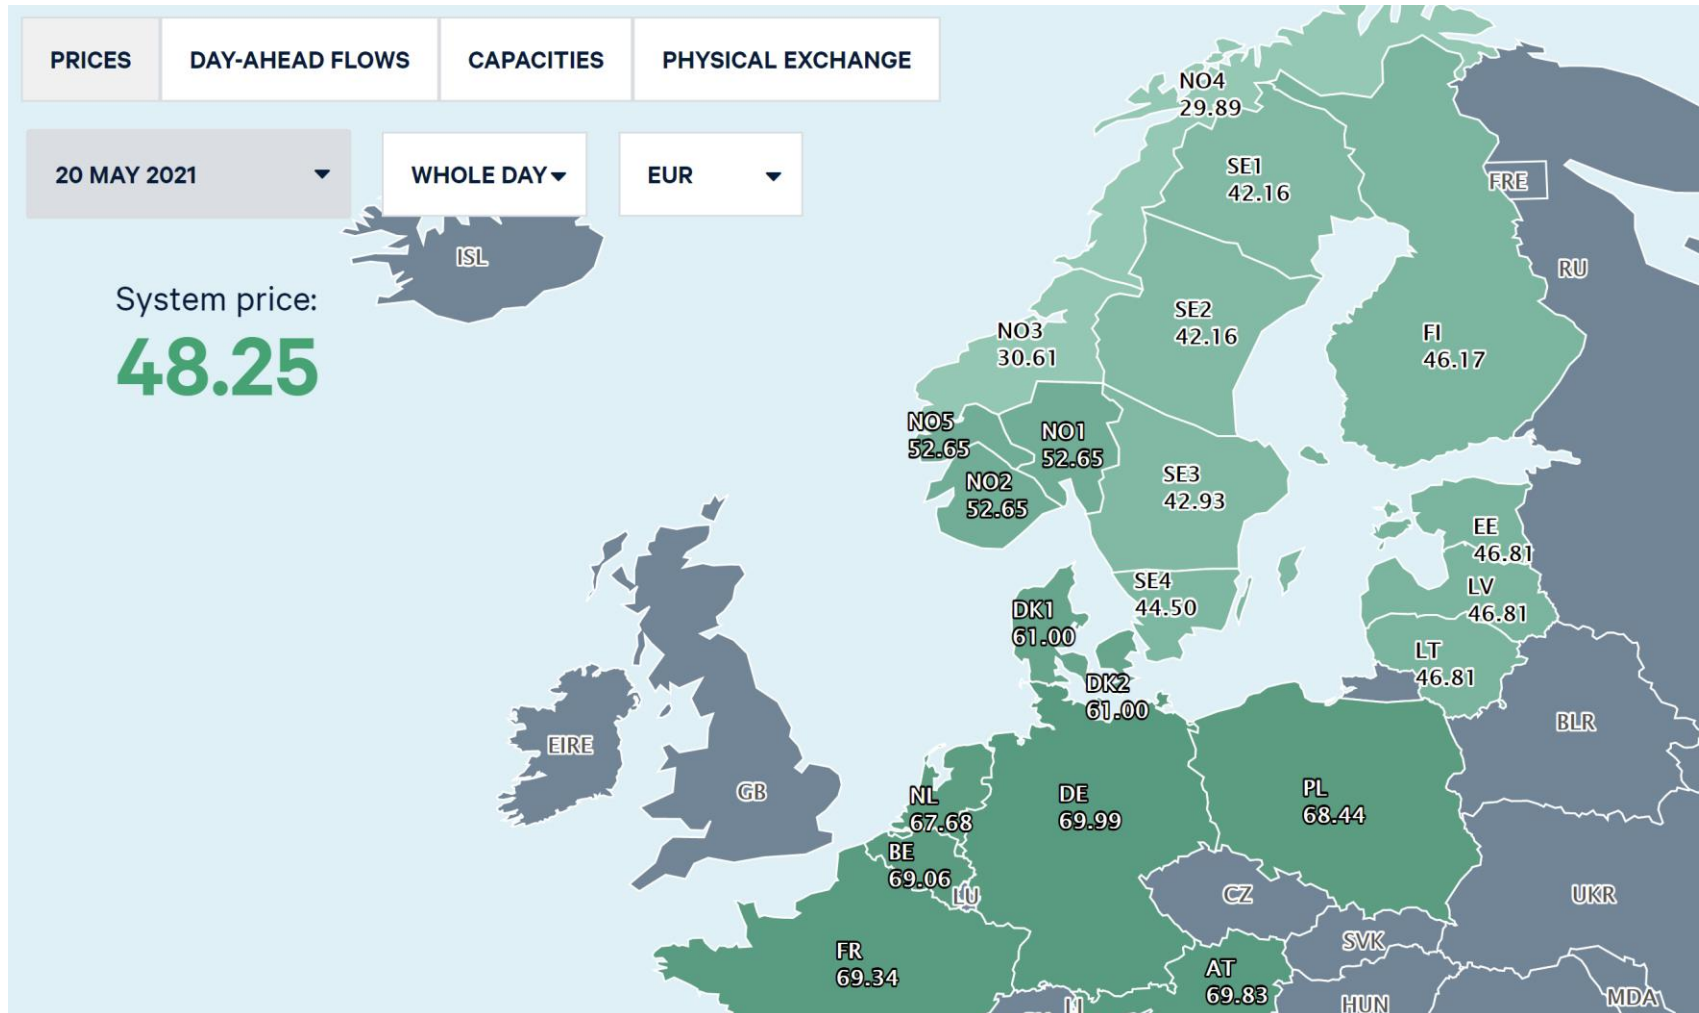 PRICES
DAY-AHEAD FLOWS
CAPACITIES
PHYSICAL EXCHANGE
20 MAY 2021
WHOLE DAY
EUR
System price:
48.25
ISL
NO4
29.89
SE1
42.16
FRE
RU
SE2
42.16
NO3
30.61
FI
46.17
NO5
52.65
NO1
52.65
NO2
52.65
SE3
42.93
EE
46.81
LV
46.81
SE4
44.50
DK1
61.00
LT
46.81
DK2
61.00
BLR
EIRE
GB
NL
67.68
DE
69.99
PL
68.44
BE
69.06
LU
CZ
UKR
FR
69.34
SVK
AT
69.83
HUN
MDA
LI